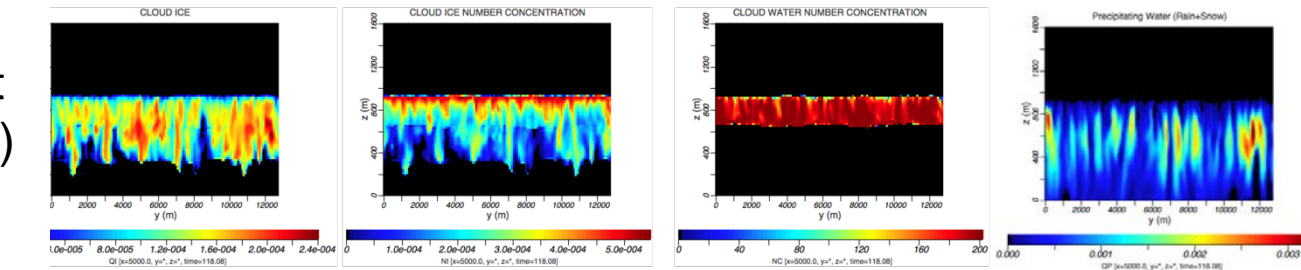 CLOUD ICE
0 2000 4000 6000 8000 10000 12000
y (m)
.0e-005 8.0e-005 1.2e-004 1.6e-004 2.0e-004 2.4e-004
QI [x=5000.0, y=*, z=*, time=118.08]
CLOUD ICE NUMBER CONCENTRATION
1600
1200
800
400
0
z (m)
0 2000 4000 6000 8000 10000 12000
y (m)
0 1.0e-004 2.0e-004 3.0e-004 4.0e-004 5.0e-004
NI [x=5000.0, y=*, z=*, time=118.08]
CLOUD WATER NUMBER CONCENTRATION
1600
1200
800
400
0
z (m)
0 2000 4000 6000 8000 10000 12000
y (m)
0 40 80 120 160 200
NC [x=5000.0, y=*, z=*, time=118.08]
Precipitating Water (Rain+Snow)
1600
1200
800
400
0
z (m)
0 2000 4000 6000 8000 10000 12000
y (m)
0.000 0.001 0.002 0.003
QP [x=5000.0, y=*, z=*, time=118.08]
)